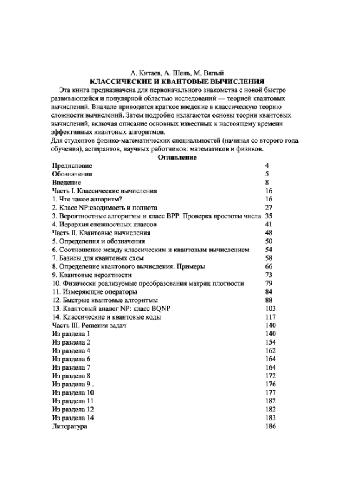 А. Китаев, А. Шень, М. Вялый
КЛАССИЧЕСКИЕ И КВАНТОВЫЕ ВЫЧИСЛЕНИЯ
Эта книга предназначена для первоначального знакомства с новой быстро
развивающейся и популярной областью исследований — теорией квантовых
вычислений. Вначале приводится краткое введение в классическую теорию
сложности вычислений. Затем подробно излагаются основы теории квантовых
вычислений, включая описание основных известных к настоящему времени
эффективных квантовых алгоритмов.
Для студентов физико-математических специальностей (начиная со второго года
обучения), аспирантов, научных работников: математиков и физиков.
Оглавление
Предисловие 4
Обозначения 5
Введение 8
Часть I. Классические вычисления 16
1. Что такое алгоритм? 16
2. Класс NP:сводимость и полнота 27
3. Вероятностные алгоритмы и класс BPP. Проверка простоты числа 35
4. Иерархия сложностных классов 41
Часть II. Квантовые вычисления 48
5. Определения и обозначения 50
6. Соотношение между классическим и квантовым вычислением 54
7. Базисы для квантовых схем 58
8. Определение квантового вычисления. Примеры 66
9. Квантовые вероятности 73
10. Физически реализуемые преобразования матриц плотности 79
11. Измеряющие операторы 84
12. Быстрые квантовые алгоритмы 88
13. Квантовый аналог NP: класс BQNP 103
14. Классические и квантовые коды 117
Часть III. Решения задач 140
Из раздела 1 140
Из раздела 2 154
Из раздела 4 162
Из раздела 6 164
Из раздела 7 164
Из раздела 8 172
Из раздела 9 . 176
Из раздела 10 177
Из раздела 11 182
Из раздела 12 182
Из раздела 14 183
Литература 186